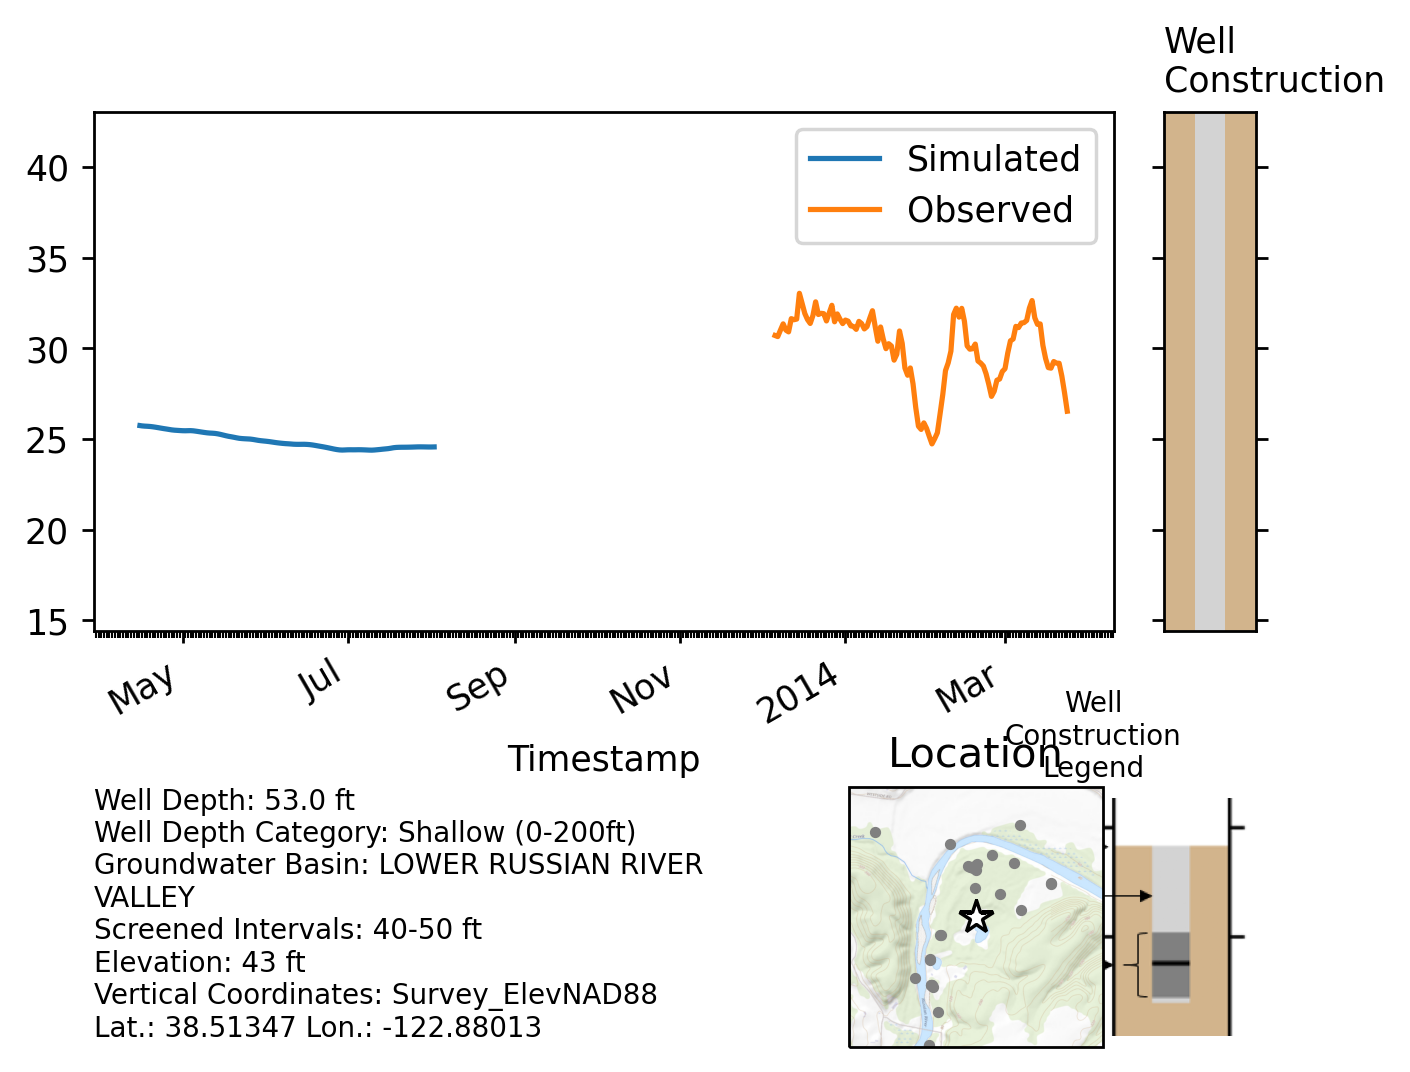 Well
Construction
Simulated
Observed
40
35
30
25
20
15
May
Jul
Sep
Nov
2014
Mar
Timestamp
Well
Construction
Legend
Location
Well Depth: 53.0 ft
Well Depth Category: Shallow (0-200ft)
Groundwater Basin: LOWER RUSSIAN RIVER
VALLEY
Screened Intervals: 40-50 ft
Elevation: 43 ft
Vertical Coordinates: Survey_ElevNAD88
Lat.: 38.51347 Lon.: -122.88013